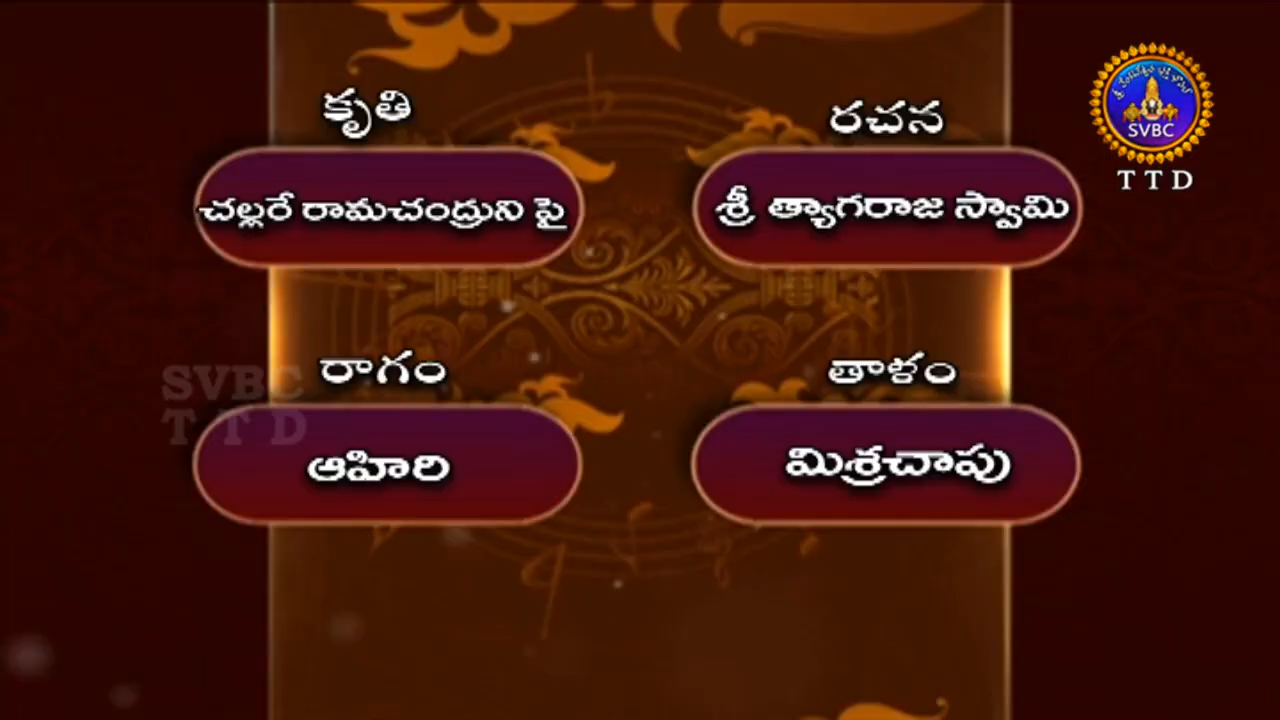 కృతి
రచన
చల్లరే రామచంద్రుని పై
శ్రీ త్యాగరాజ స్వామి
రాగం
తాళం
ఆహిరి
మిశ్రచాపు
SVBC
TTD
SVBC
TTD